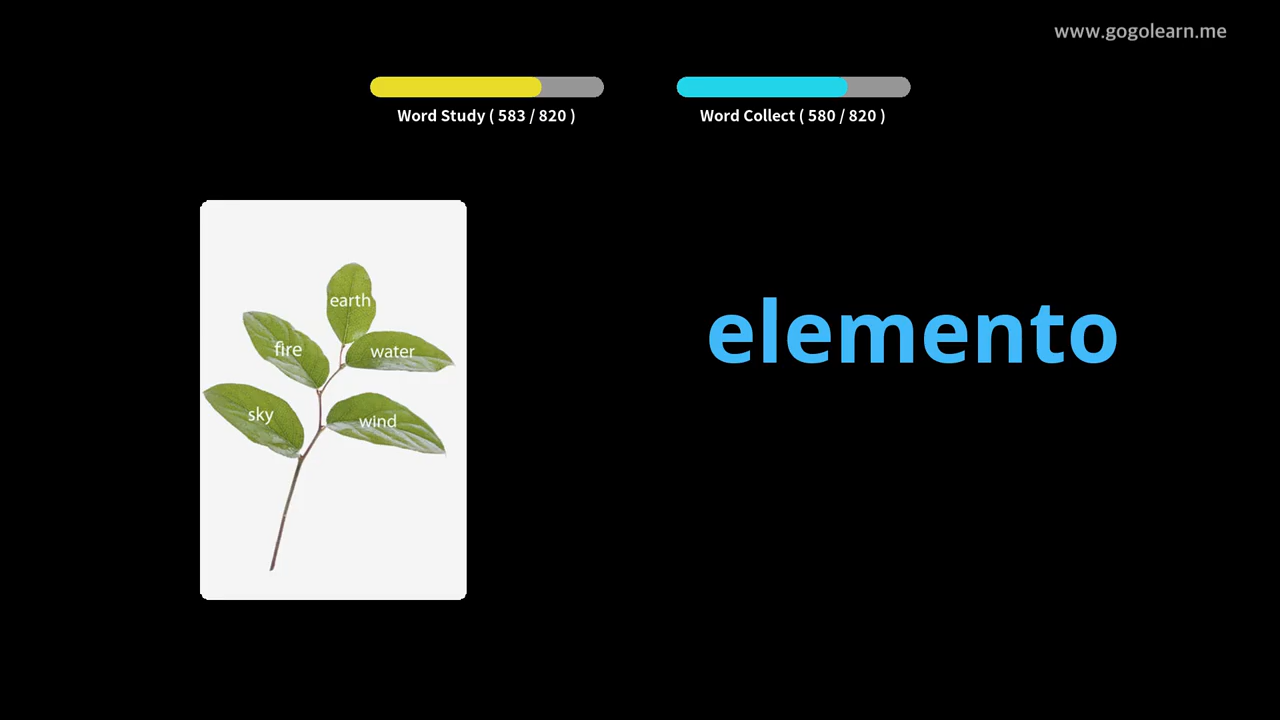 www.gogolearn.me
Word Study ( 583 / 820 )
Word Collect ( 580 / 820 )
earth
fire
water
sky
wind
elemento